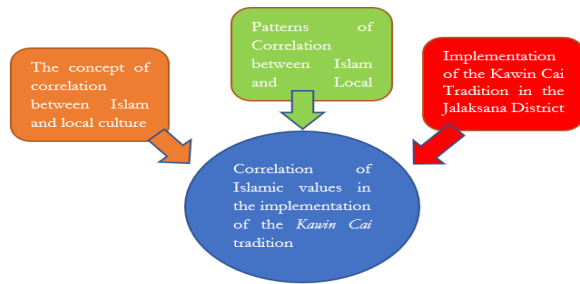 The concept of
correlation
between Islam
and local culture
Patterns of
Correlation
between Islam
and Local
Implementation
of the Kawin Cai
Tradition in the
Jalaksana District
Correlation of
Islamic values in
the implementation
of the Kawin Cai
tradition